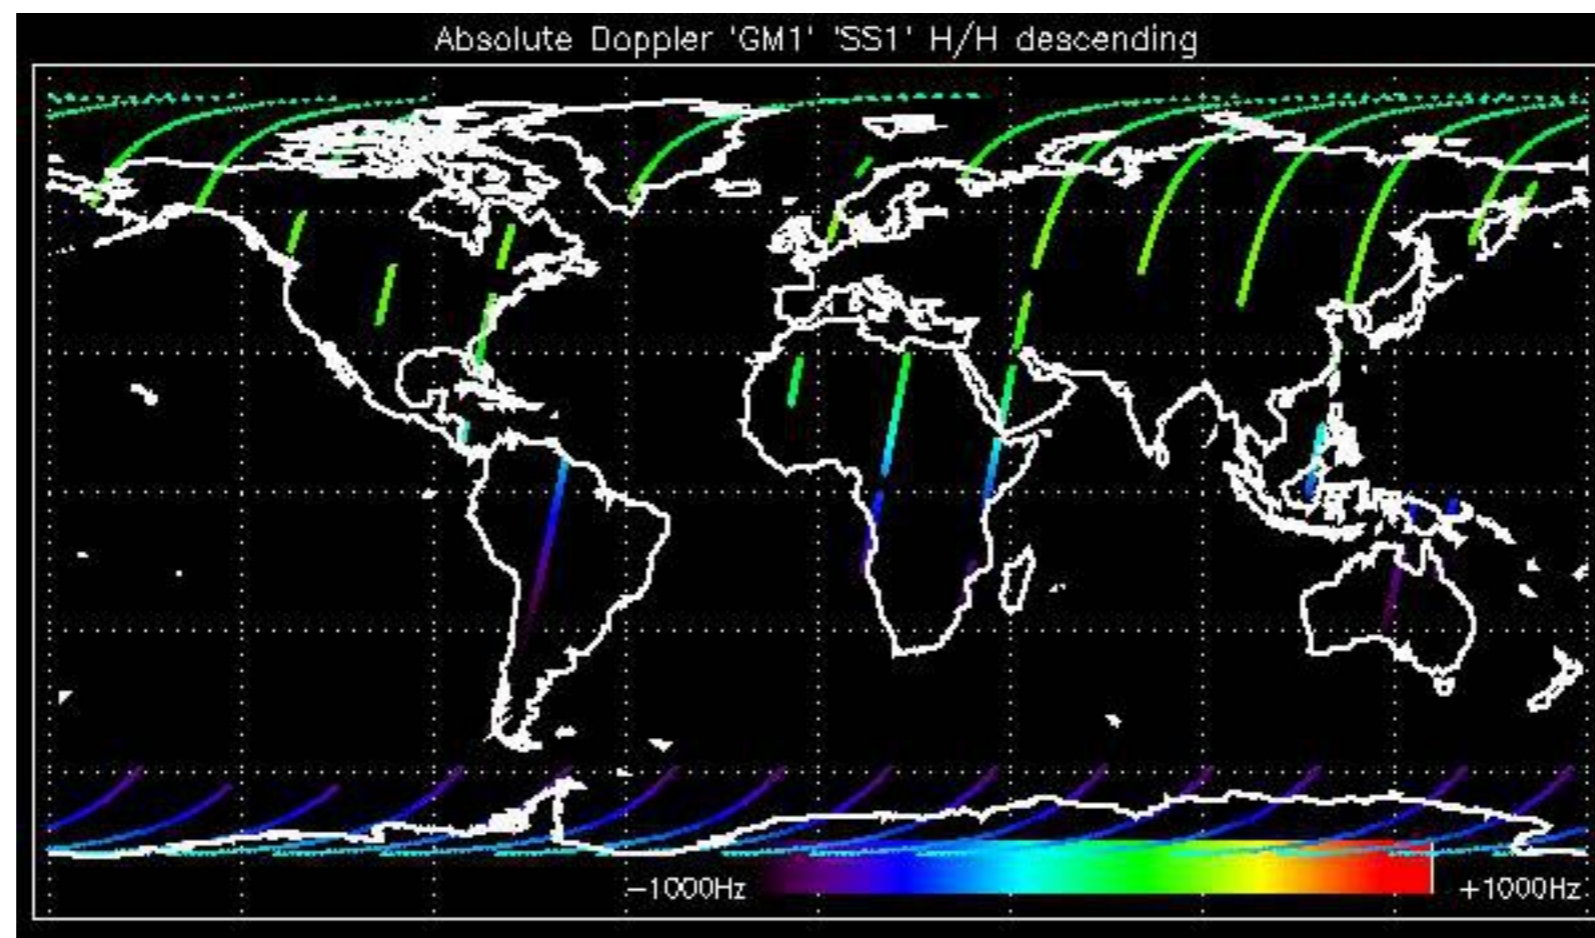 Absolute Doppler 'GM1' 'SS1' H/H descending
-1000Hz +1000Hz